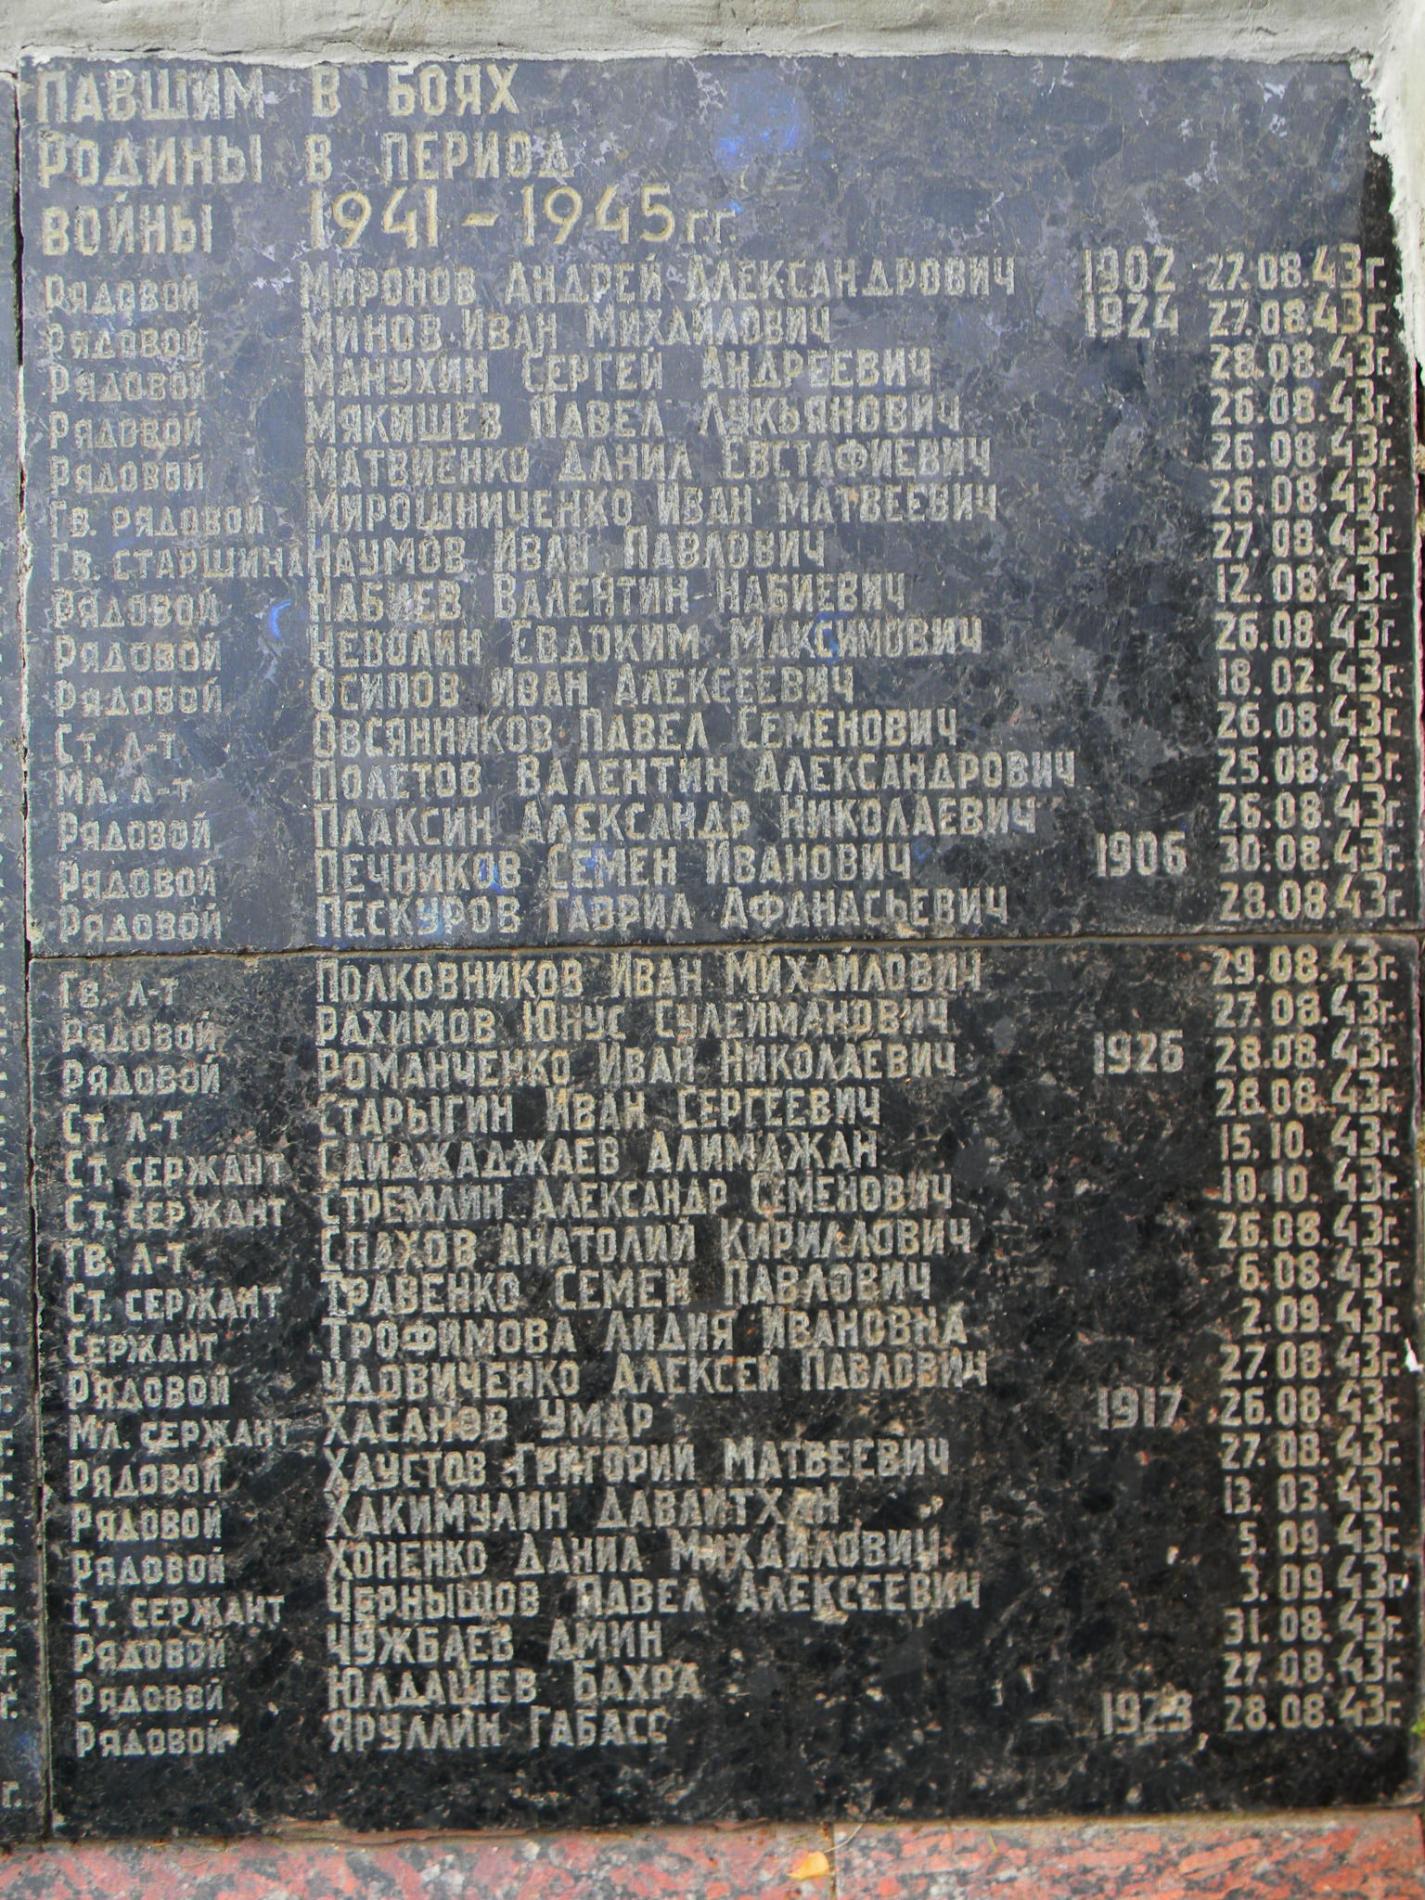 ПАВШИМ В БОЯХ
РОДИНЫ В ПЕРИОД
ВОЙНЫ 1941-1945гг.
РЯДОВОЙ МИРОНОВ АНДРЕЙ АЛЕКСАНДРОВИЧ 1902 27.08.43г.
РЯДОВОЙ МИНОВ ИВАН МИХАЙЛОВИЧ 1924 27.08.43г.
РЯДОВОЙ МАНУХИН СЕРГЕЙ АНДРЕЕВИЧ 28.08.43г.
РЯДОВОЙ МЯКИШЕВ ПАВЕЛ ЛУКЬЯНОВИЧ 26.08.43г.
РЯДОВОЙ МАТВИЕНКО ДАНИЛ ЕВСТАФИЕВИЧ 26.08.43г.
ГВ. РЯДОВОЙ МИРОШНИЧЕНКО ИВАН МАТВЕЕВИЧ 26.08.43г.
ГВ. СТАРШИНА НАУМОВ ИВАН ПАВЛОВИЧ 27.08.43г.
РЯДОВОЙ НАБИЕВ ВАЛЕНТИН НАБИЕВИЧ 12.08.43г.
РЯДОВОЙ НЕВОЛИН ЕВДОКИМ МАКСИМОВИЧ 26.08.43г.
РЯДОВОЙ ОСИПОВ ИВАН АЛЕКСЕЕВИЧ 18.02.43г.
СТ. Л-Т ОВСЯННИКОВ ПАВЕЛ СЕМЕНОВИЧ 26.08.43г.
МЛ. Л-Т ПОЛЕТОВ ВАЛЕНТИН АЛЕКСАНДРОВИЧ 25.08.43г.
РЯДОВОЙ ПЛАКСИН АЛЕКСАНДР НИКОЛАЕВИЧ 26.08.43г.
РЯДОВОЙ ПЕЧНИКОВ СЕМЕН ИВАНОВИЧ 1906 30.08.43г.
РЯДОВОЙ ПЕСКУРОВ ГАВРИЛ АФАНАСЬЕВИЧ 28.08.43г.
ГВ. Л-Т ПОЛКОВНИКОВ ИВАН МИХАЙЛОВИЧ 29.08.43г.
РЯДОВОЙ РАХИМОВ ЮНУС СУЛЕЙМАНОВИЧ 27.08.43г.
РЯДОВОЙ РОМАНЧЕНКО ИВАН НИКОЛАЕВИЧ 1926 28.08.43г.
СТ. Л-Т СТАРЫГИН ИВАН СЕРГЕЕВИЧ 28.08.43г.
СТ. СЕРЖАНТ САИДЖАДЖАЕВ АЛИМДЖАН 15.10.43г.
СТ. СЕРЖАНТ СТРЕМЛИН АЛЕКСАНДР СЕМЕНОВИЧ 10.10.43г.
ГВ. Л-Т СПАХОВ АНАТОЛИЙ КИРИЛЛОВИЧ 26.08.43г.
СТ. СЕРЖАНТ ТРАВЕНКО СЕМЕН ПАВЛОВИЧ 6.08.43г.
СЕРЖАНТ ТРОФИМОВА ЛИДИЯ ИВАНОВНА 2.09.43г.
РЯДОВОЙ УДОВИЧЕНКО АЛЕКСЕЙ ПАВЛОВИЧ 27.08.43г.
МЛ. СЕРЖАНТ ХАСАНОВ УМАР 1917 26.08.43г.
РЯДОВОЙ ХАУСТОВ ГРИГОРИЙ МАТВЕЕВИЧ 27.08.43г.
РЯДОВОЙ ХАКИМУЛИН ДАВЛИТХАН 13.03.43г.
РЯДОВОЙ ХОНЕНКО ДАНИЛ МИХАЙЛОВИЧ 5.09.43г.
СТ. СЕРЖАНТ ЧЕРНЫШОВ ПАВЕЛ АЛЕКСЕЕВИЧ 3.09.43г.
РЯДОВОЙ ЧУЖБАЕВ АМИН 31.08.43г.
РЯДОВОЙ ЮЛДАШЕВ БАХРА 27.08.43г.
РЯДОВОЙ ЯРУЛЛИН ГАБАСС 1923 28.08.43г.